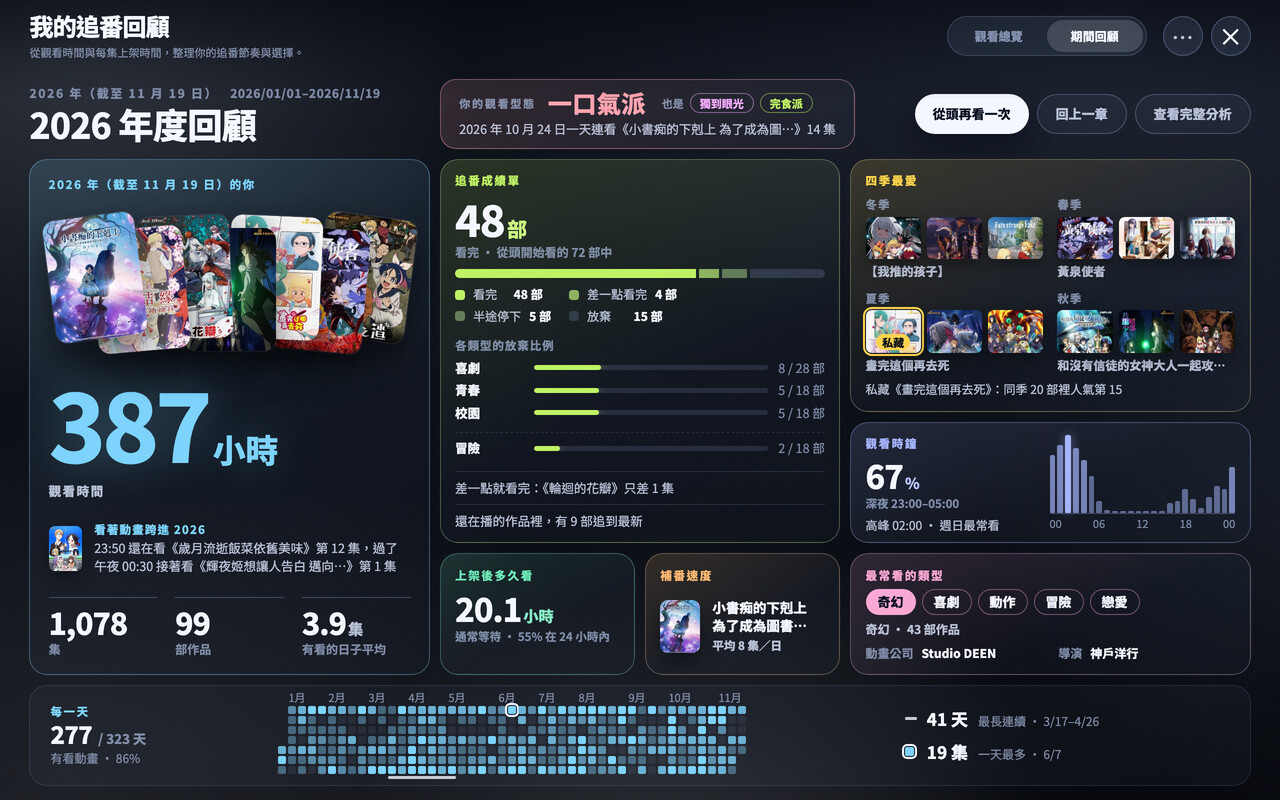 我的追番回顧
從觀看時間與每集上架時間，整理你的追番節奏與選擇。
觀看總覽
期間回顧
2026 年（截至 11 月 19 日） 2026/01/01–2026/11/19
2026 年度回顧
你的觀看型態 一口氣派 也是 獨到眼光 完食派
2026 年 10 月 24 日一天連看《小書痴的下剋上 為了成為圖⋯》14 集
從頭再看一次
回上一章
查看完整分析
2026 年（截至 11 月 19 日）的你
小書痴的下剋上
花瓣
387 小時
觀看時間
看著動畫跨進 2026
23:50 還在看《歲月流逝飯菜依舊美味》第 12 集，過了
午夜 00:30 接著看《輝夜姬想讓人告白 邁向⋯》第 1 集
1,078
集
99
部作品
3.9 集
有看的日子平均
追番成績單
48 部
看完 · 從頭開始看的 72 部中
看完 48 部
差一點看完 4 部
半途停下 5 部
放棄 15 部
各類型的放棄比例
喜劇 8 / 28 部
青春 5 / 18 部
校園 5 / 18 部
冒險 2 / 18 部
差一點就看完：《輪迴的花瓣》只差 1 集
還在播的作品裡，有 9 部追到最新
上架後多久看
20.1 小時
通常等待 · 55% 在 24 小時內
補番速度
小書痴的下剋上
為了成為圖書⋯
平均 8 集／日
四季最愛
冬季
【我推的孩子】
春季
黃泉使者
夏季
私藏
畫完這個再去死
秋季
和沒有信徒的女神大人一起攻⋯
私藏《畫完這個再去死》：同季 20 部裡人氣第 15
觀看時鐘
67%
深夜 23:00–05:00
高峰 02:00 · 週日最常看
00 06 12 18 00
最常看的類型
奇幻 喜劇 動作 冒險 戀愛
奇幻 · 43 部作品
動畫公司 Studio DEEN
導演 神戶洋行
每一天
277 / 323 天
有看動畫 · 86%
1月 2月 3月 4月 5月 6月 7月 8月 9月 10月 11月
41 天 最長連續 · 3/17–4/26
19 集 一天最多 · 6/7